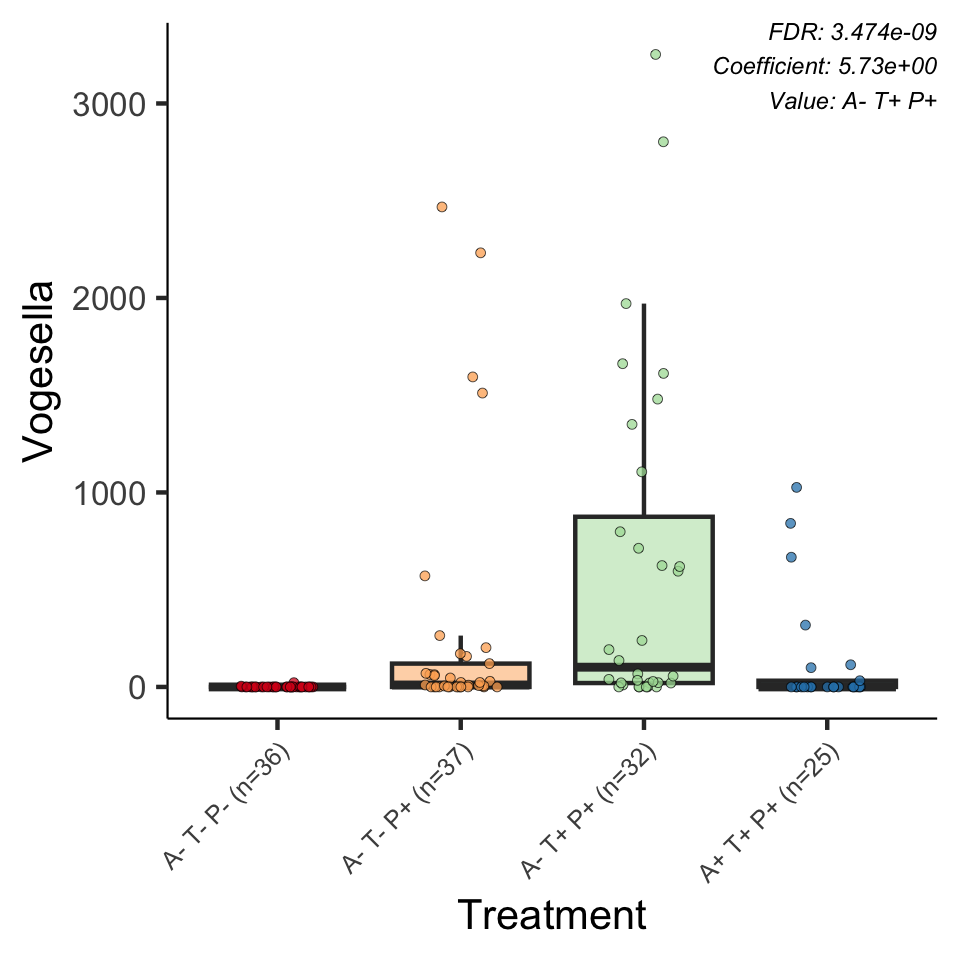 FDR: 3.474e-09
Coefficient: 5.73e+00
Value: A- T+ P+
3000
2000
1000
0
Vogesella
A- T- P- (n=36)
A- T- P+ (n=37)
A- T+ P+ (n=32)
A+ T+ P+ (n=25)
Treatment